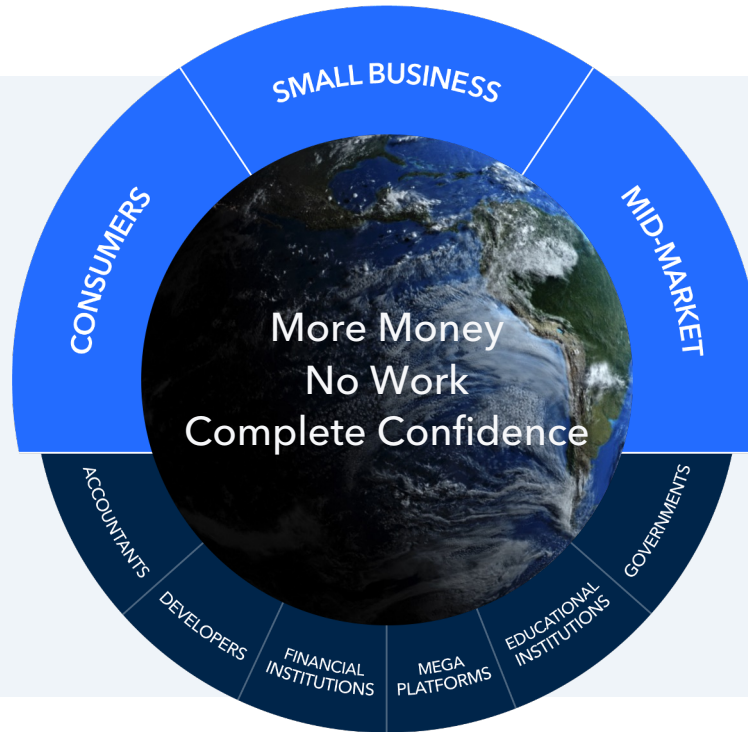 SMALL BUSINESS
CONSUMERS
MID-MARKET
More Money
No Work
Complete Confidence
ACCOUNTANTS
DEVELOPERS
FINANCIAL
INSTITUTIONS
MEGA
PLATFORMS
EDUCATIONAL
INSTITUTIONS
GOVERNMENTS